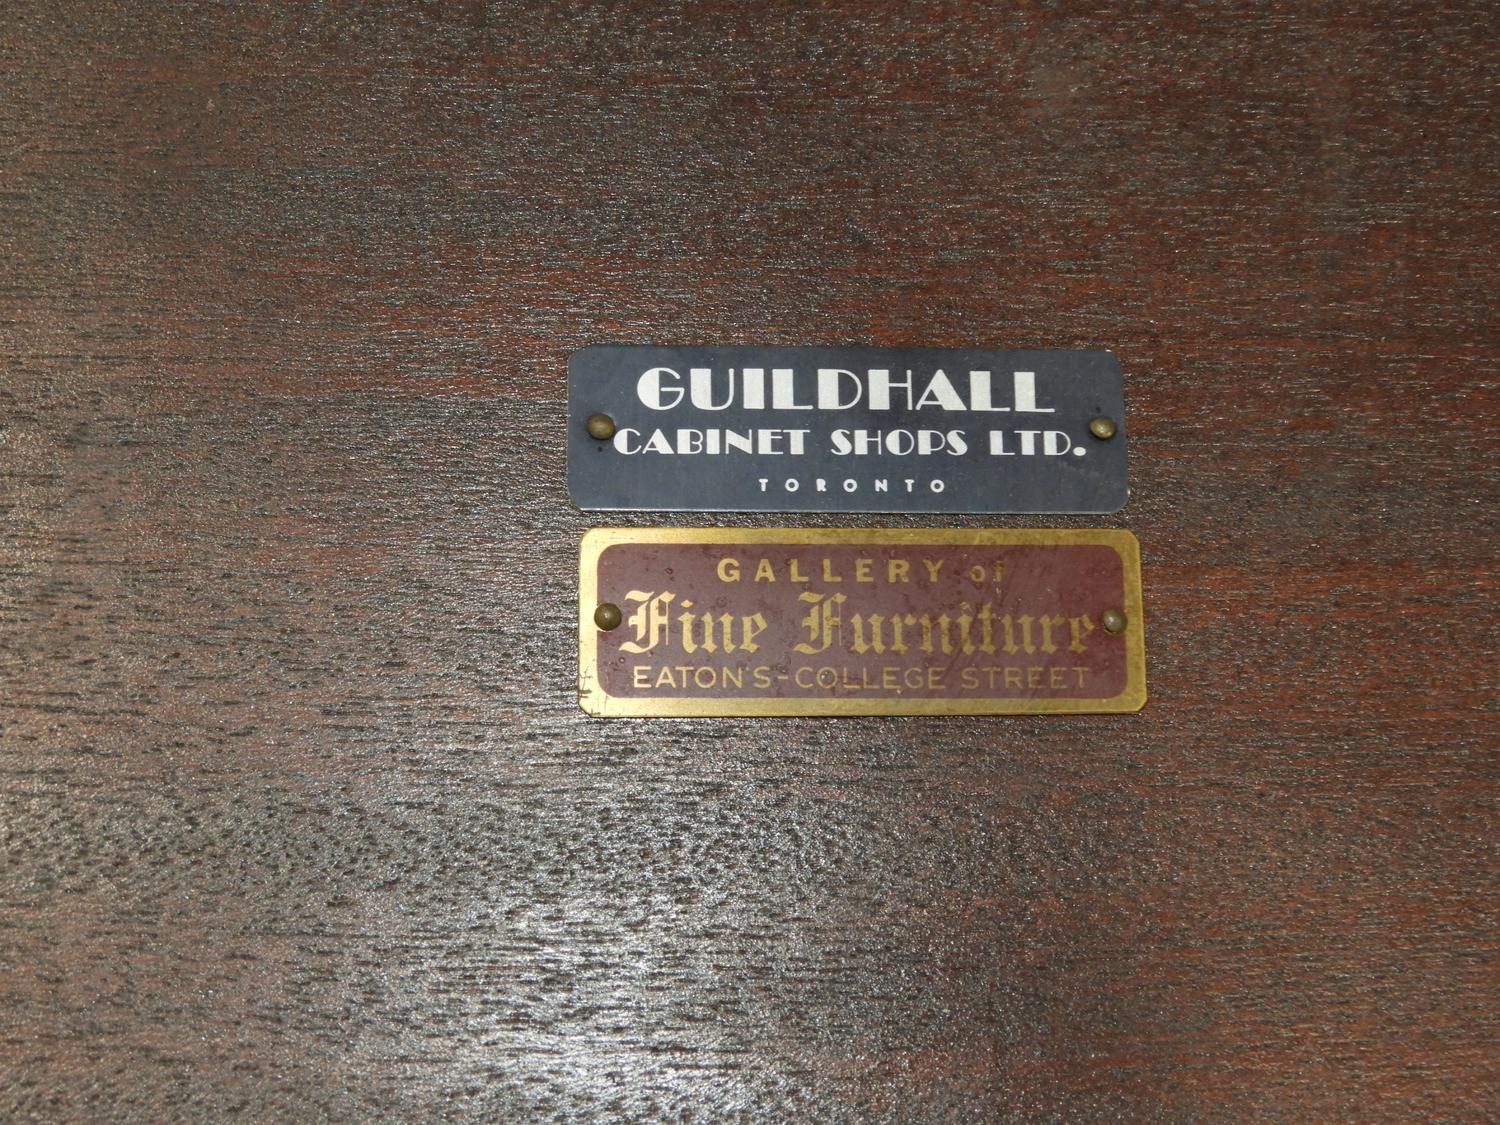 GUILDHALL
CABINET SHOPS LTD.
TORONTO
GALLERY of
Fine Furniture
EATON'S-COLLEGE STREET